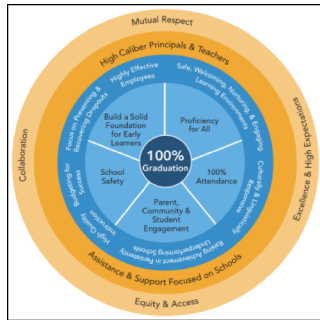 Mutual Respect
High Caliber Principals & Teachers
Collaboration
Excellence & High Expectations
Equity & Access
Assistance & Support Focused on Schools
Highly Effective
Employees
Safe, Welcoming, Nurturing, & Engaging
Learning Environments
Focus on Preventing &
Recovering Dropouts
Culturally & Linguistically
Responsive
Budgeting for
Success
High Quality
Instruction
Raising Achievement in Persistently
Underperforming Schools
Build a Solid
Foundation
for Early
Learners
Proficiency
for All
School
Safety
100%
Graduation
100%
Attendance
Parent,
Community &
Student
Engagement